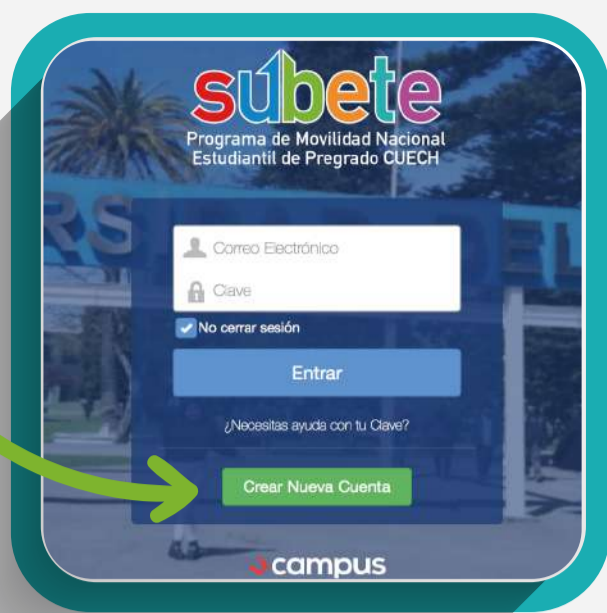 súbete
Programa de Movilidad Nacional
Estudiantil de Pregrado CUECH
Correo Electrónico
Clave
No cerrar sesión
Entrar
¿Necesitas ayuda con tu Clave?
Crear Nueva Cuenta
campus